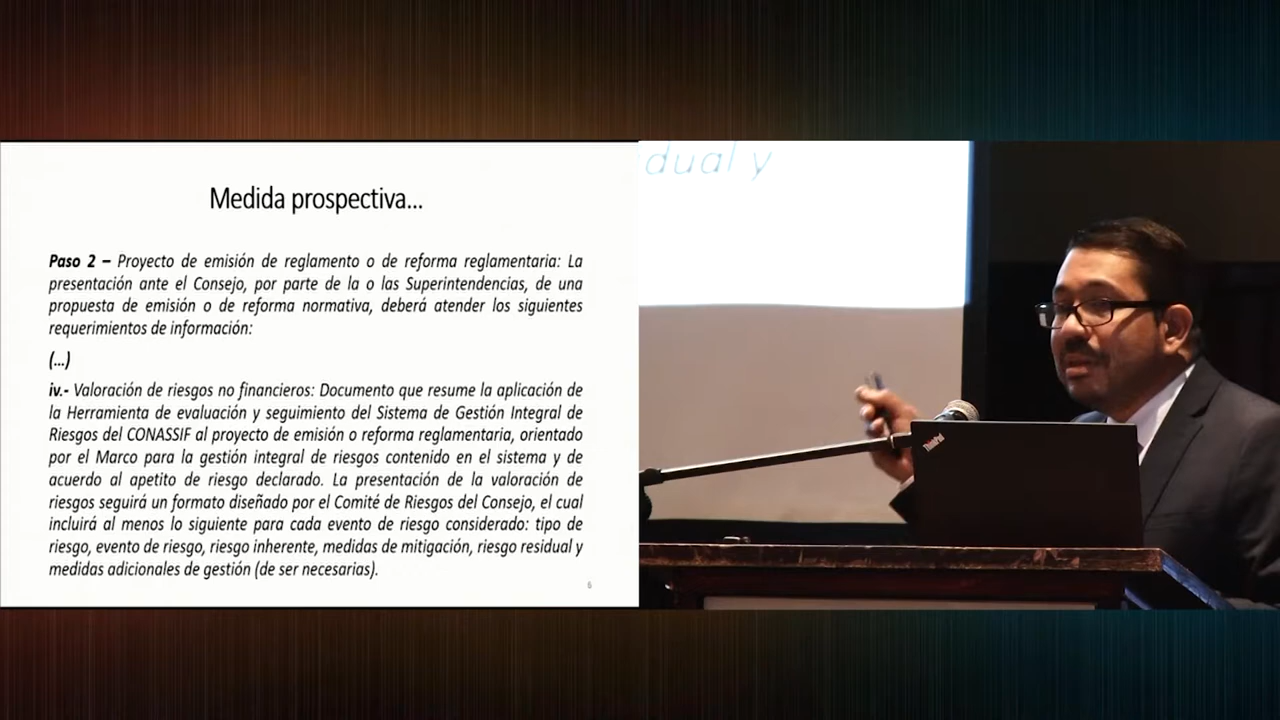 Medida prospectiva...
Paso 2 – Proyecto de emisión de reglamento o de reforma reglamentaria: La
presentación ante el Consejo, por parte de la o las Superintendencias, de una
propuesta de emisión o de reforma normativa, deberá atender los siguientes
requerimientos de información:
(...)
iv.- Valoración de riesgos no financieros: Documento que resume la aplicación de
la Herramienta de evaluación y seguimiento del Sistema de Gestión Integral de
Riesgos del CONASSIF al proyecto de emisión o reforma reglamentaria, orientado
por el Marco para la gestión integral de riesgos contenido en el sistema y de
acuerdo al apetito de riesgo declarado. La presentación de la valoración de
riesgos seguirá un formato diseñado por el Comité de Riesgos del Consejo, el cual
incluirá al menos lo siguiente para cada evento de riesgo considerado: tipo de
riesgo, evento de riesgo, riesgo inherente, medidas de mitigación, riesgo residual y
medidas adicionales de gestión (de ser necesarias).
6
dual y
ThinkPad